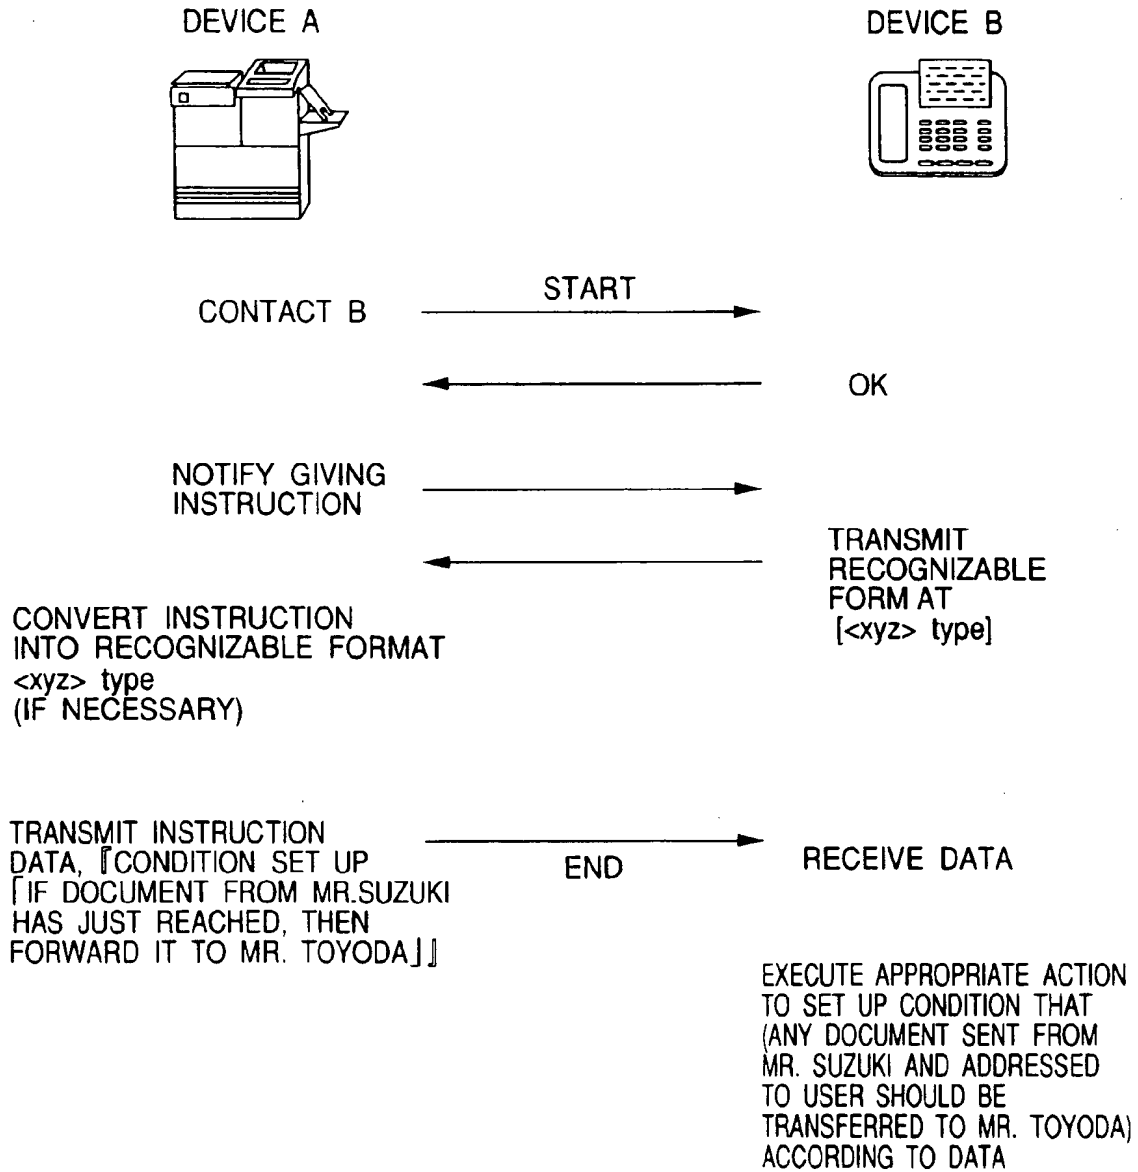 DEVICE A
DEVICE B
START
CONTACT B
OK
NOTIFY GIVING
INSTRUCTION
TRANSMIT
RECOGNIZABLE
FORM AT
[<xyz> type]
CONVERT INSTRUCTION
INTO RECOGNIZABLE FORMAT
<xyz> type
(IF NECESSARY)
TRANSMIT INSTRUCTION
DATA, 『CONDITION SET UP
「IF DOCUMENT FROM MR.SUZUKI
HAS JUST REACHED, THEN
FORWARD IT TO MR. TOYODA」』
END
RECEIVE DATA
EXECUTE APPROPRIATE ACTION
TO SET UP CONDITION THAT
(ANY DOCUMENT SENT FROM
MR. SUZUKI AND ADDRESSED
TO USER SHOULD BE
TRANSFERRED TO MR. TOYODA)
ACCORDING TO DATA